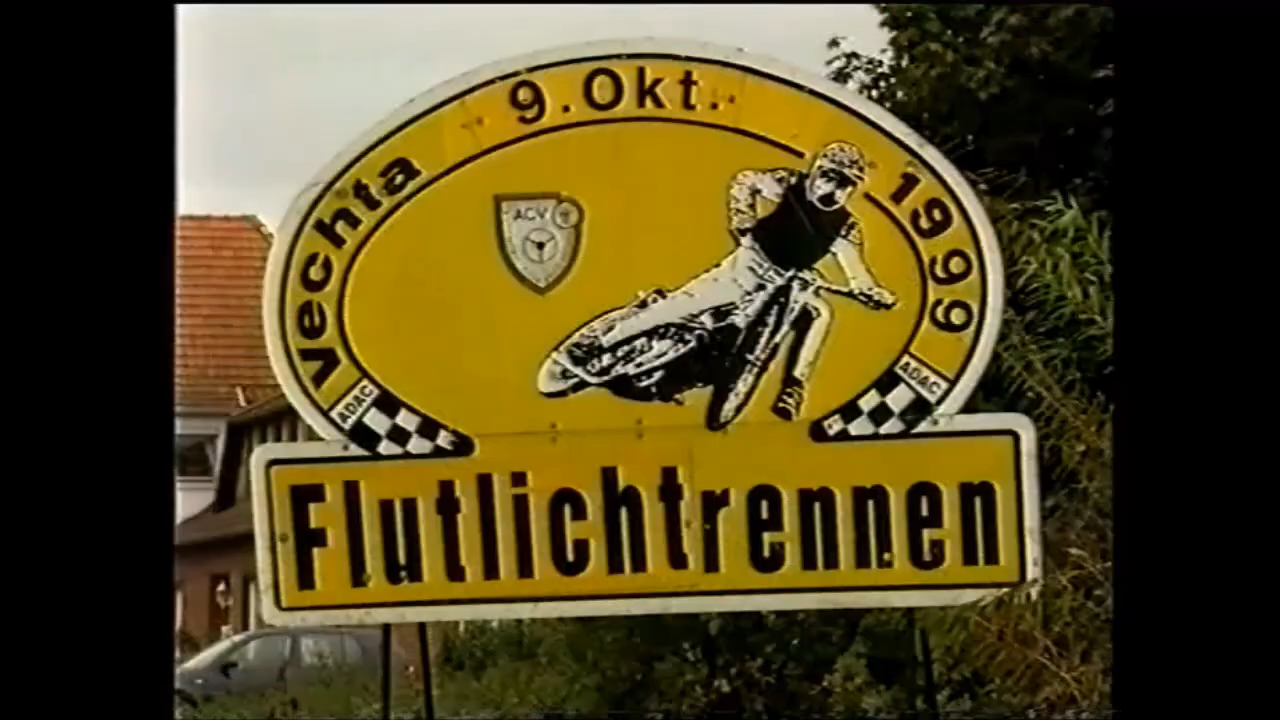 Vechta 9. Okt. 1999
ACV
ADAC
ADAC
Flutlichtrennen